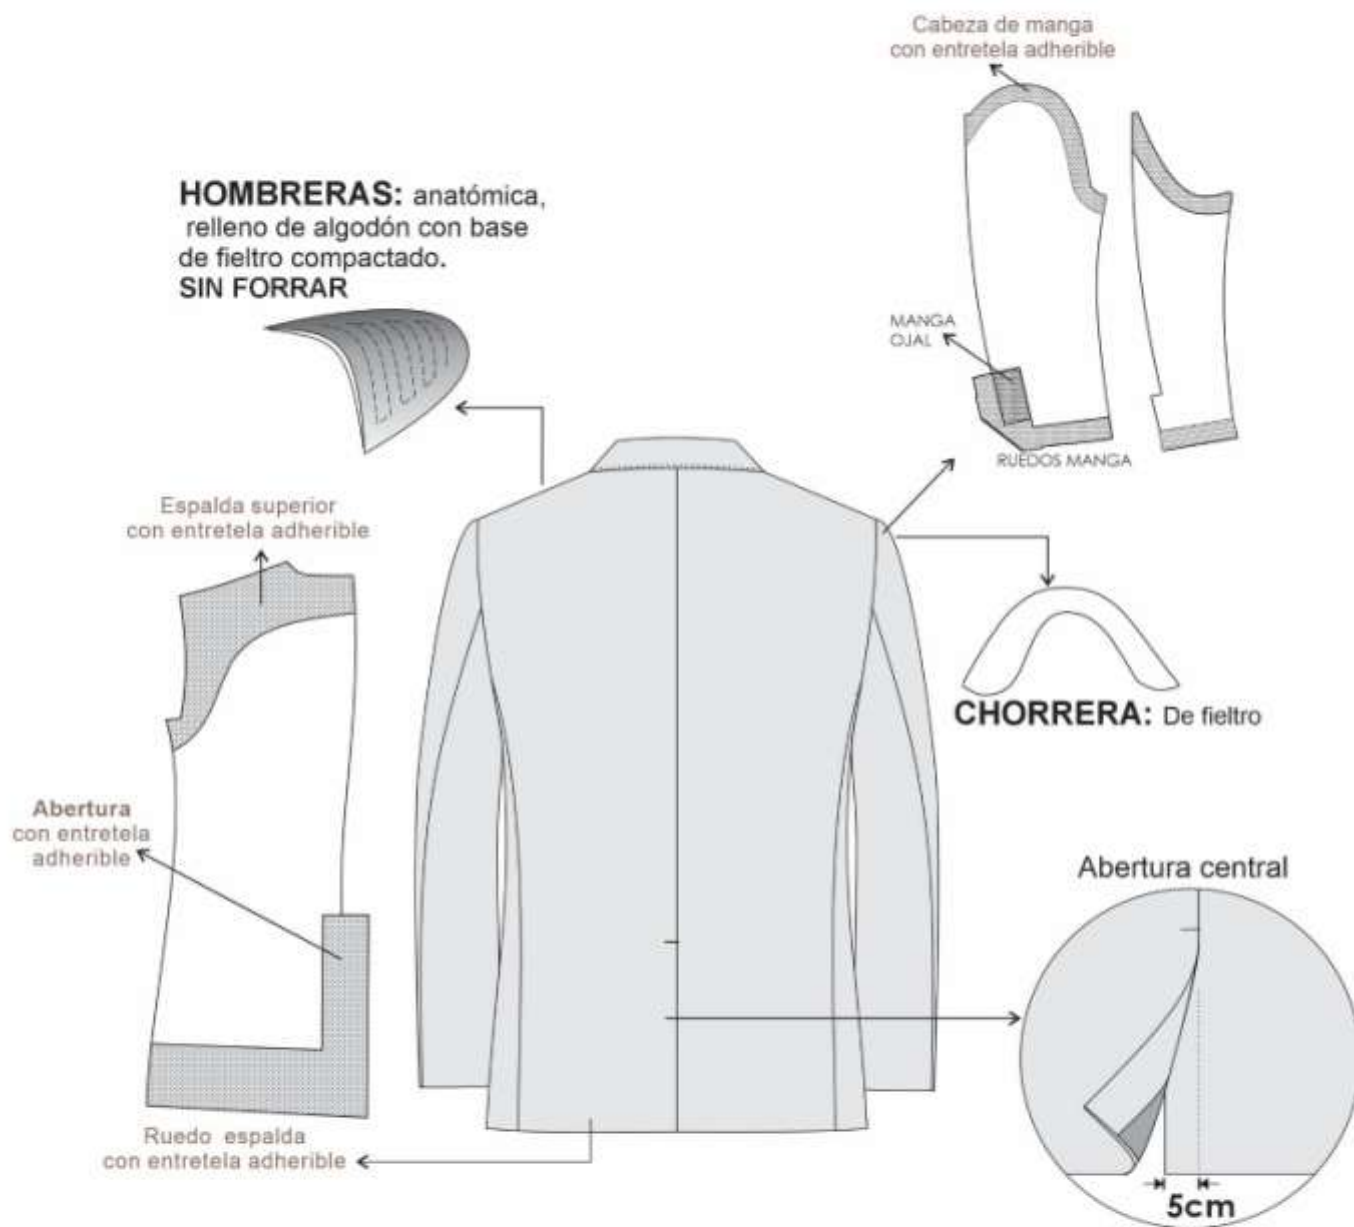 Cabeza de manga
con entretela adherible
HOMBRERAS: anatómica,
relleno de algodón con base
de fieltro compactado.
SIN FORRAR
MANGA
OJAL
RUEDOS MANGA
Espalda superior
con entretela adherible
CHORRERA: De fieltro
Abertura
con entretela
adherible
Abertura central
Ruedo espalda
con entretela adherible
5cm